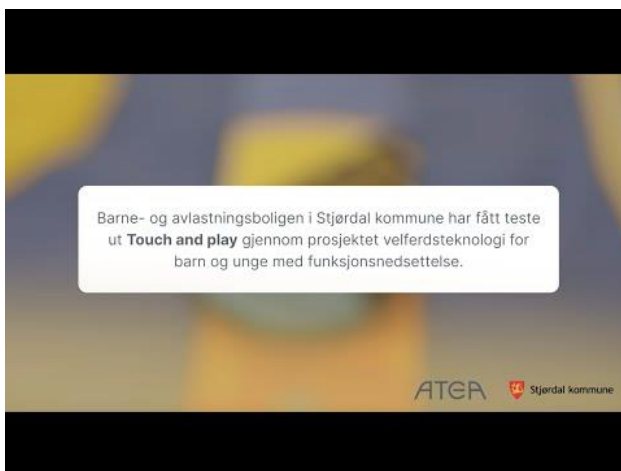 Barne- og avlastningsboligen i Stjørdal kommune har fått teste
ut Touch and play gjennom prosjektet velferdsteknologi for
barn og unge med funksjonsnedsettelse.
ATEA
Stjørdal kommune